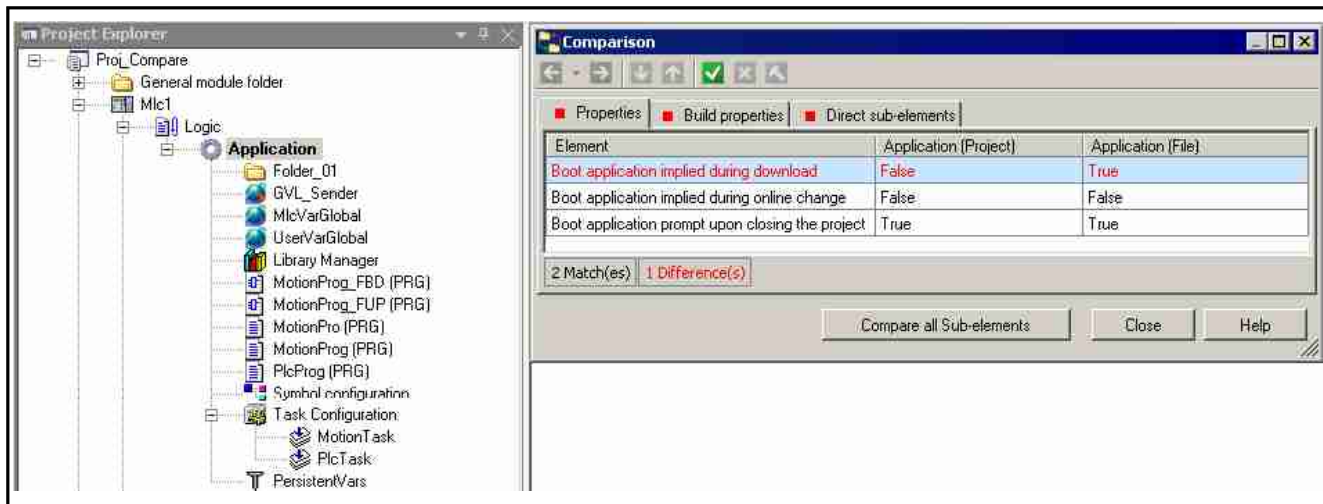 Project Explorer
Proj_Compare
General module folder
Mlc1
Logic
Application
Folder_01
GVL_Sender
MlcVarGlobal
UserVarGlobal
Library Manager
MotionProg_FBD (PRG)
MotionProg_FUP (PRG)
MotionPro (PRG)
MotionProg (PRG)
PlcProg (PRG)
Symbol configuration
Task Configuration
MotionTask
PlcTask
PersistentVars
Comparison
Properties Build properties Direct sub-elements
Element Application (Project) Application (File)
Boot application implied during download False True
Boot application implied during online change False False
Boot application prompt upon closing the project True True
2 Match(es) 1 Difference(s)
Compare all Sub-elements Close Help